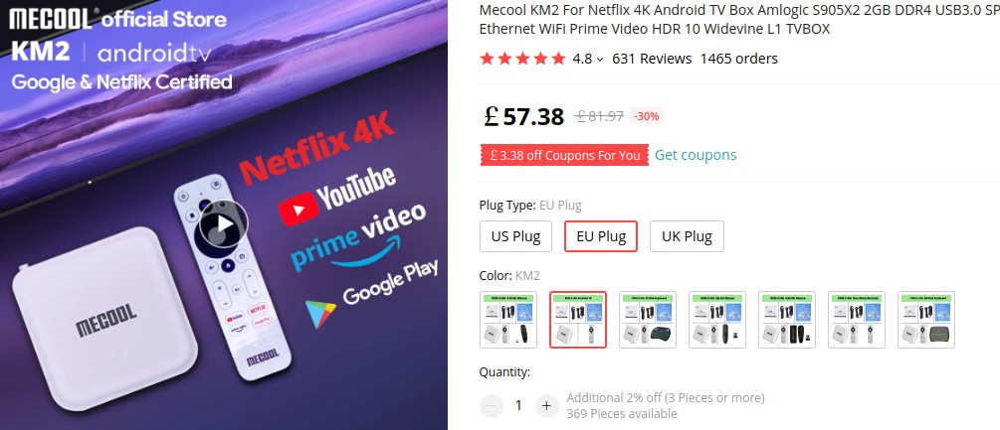 MECOOL® official Store
KM2 | androidtv
Google & Netflix Certified
Netflix 4K
YouTube
prime video
Google Play
MECOOL
NETFLIX
MECOOL
Mecool KM2 For Netflix 4K Android TV Box Amlogic S905X2 2GB DDR4 USB3.0 SP
Ethernet WiFi Prime Video HDR 10 Widevine L1 TVBOX
4.8 631 Reviews 1465 orders
£57.38 £81.97 -30%
£3.38 off Coupons For You Get coupons
Plug Type: EU Plug
US Plug EU Plug UK Plug
Color: KM2
Quantity:
Additional 2% off (3 Pieces or more)
1
369 Pieces available